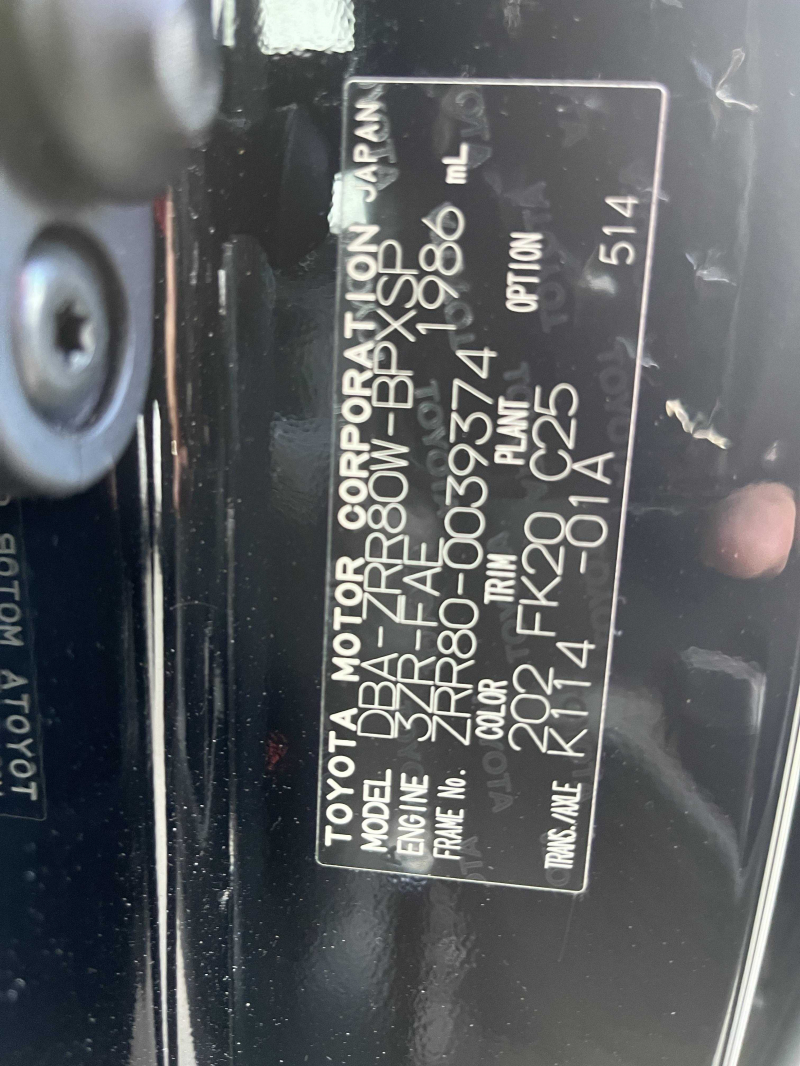 TOYOTA MOTOR CORPORATION JAPAN
MODEL DBA-ZRR80W-BPXSP
ENGINE 3ZR-FAE 1986 mL
FRAME No. ZRR80-0039374
COLOR TRIM PLANT OPTION
202 FK20 C25
TRANS./AXLE K114 -01A 514